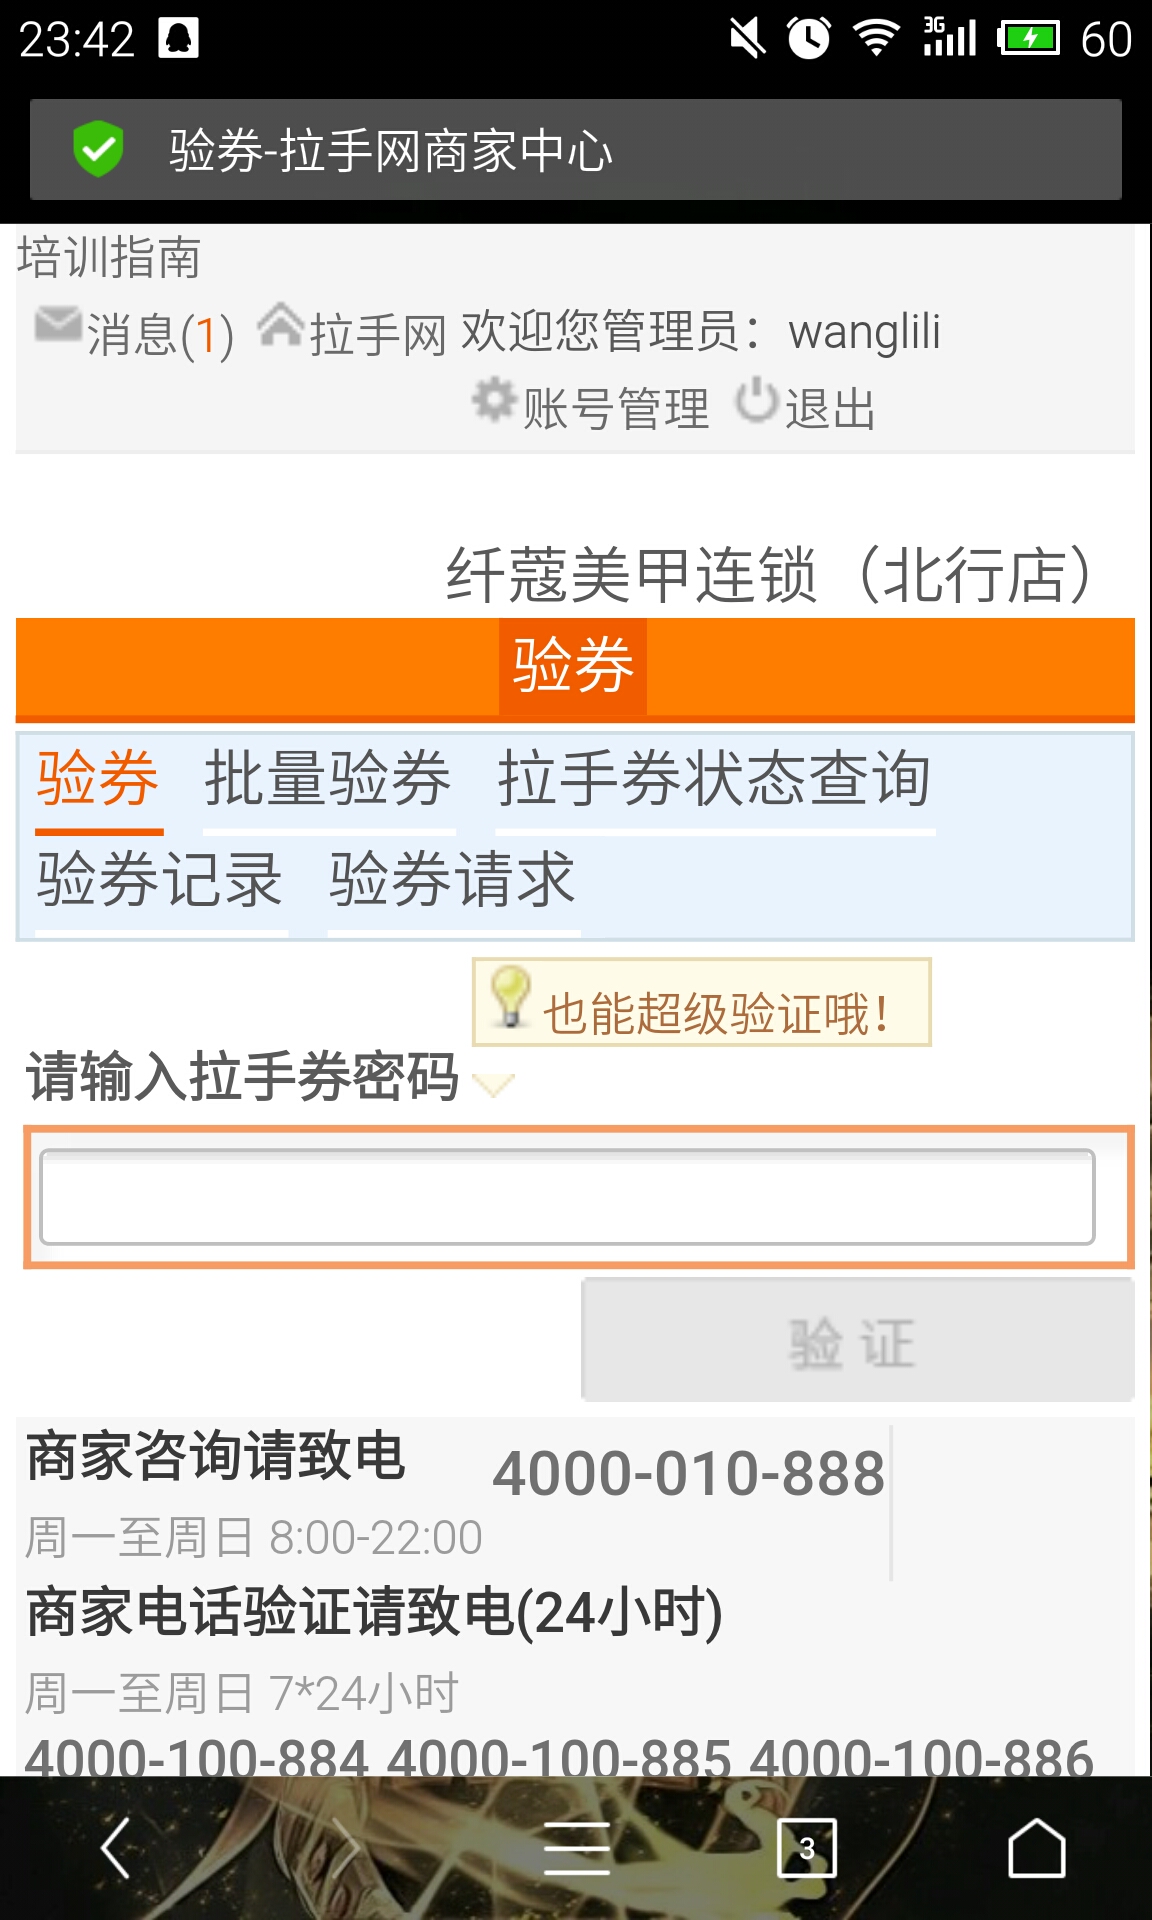 23:42 3G 60
验券-拉手网商家中心
培训指南
消息(1) 拉手网 欢迎您管理员：wanglili
账号管理 退出
纤蔻美甲连锁（北行店）
验券
验券 批量验券 拉手券状态查询
验券记录 验券请求
也能超级验证哦！
请输入拉手券密码
验 证
商家咨询请致电 4000-010-888
周一至周日 8:00-22:00
商家电话验证请致电(24小时)
周一至周日 7*24小时
4000-100-884 4000-100-885 4000-100-886
3